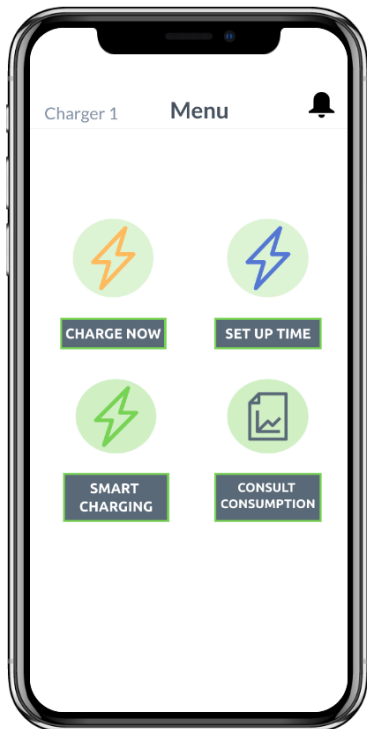 Charger 1 Menu
CHARGE NOW SET UP TIME
SMART
CHARGING
CONSULT
CONSUMPTION